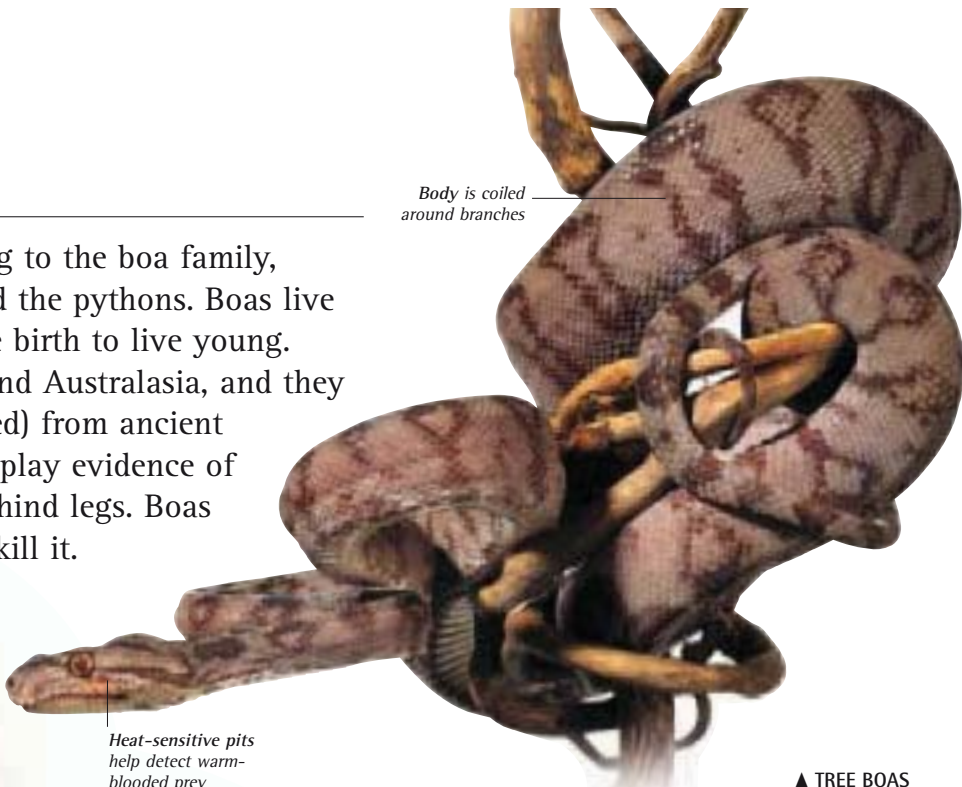 g to the boa family,
d the pythons. Boas live
e birth to live young.
nd Australasia, and they
ed) from ancient
play evidence of
hind legs. Boas
kill it.
Body is coiled
around branches
Heat-sensitive pits
help detect warm-
blooded prey
▲ TREE BOAS